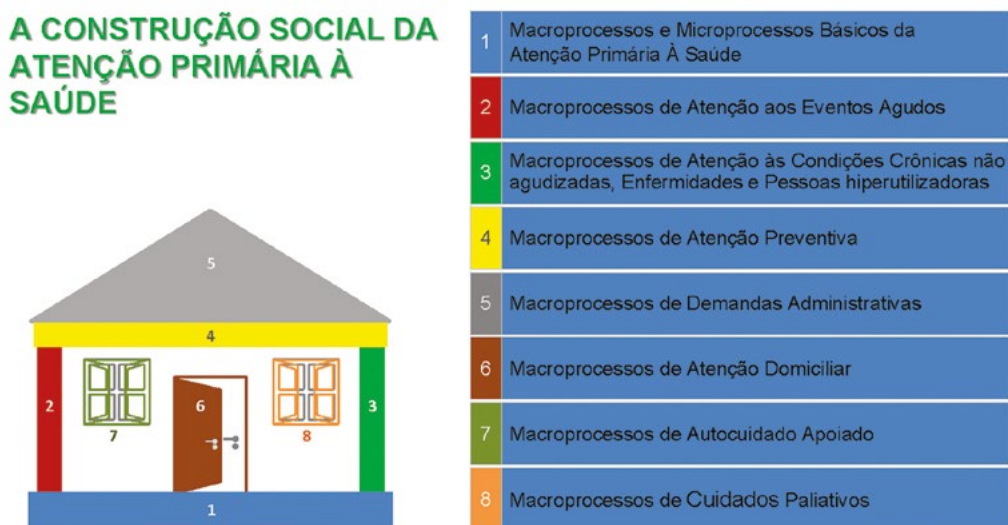 A CONSTRUÇÃO SOCIAL DA
ATENÇÃO PRIMÁRIA À
SAÚDE
5
4
2
7
6
8
3
1
1 Macroprocessos e Microprocessos Básicos da
Atenção Primária À Saúde
2 Macroprocessos de Atenção aos Eventos Agudos
3 Macroprocessos de Atenção às Condições Crônicas não
agudizadas, Enfermidades e Pessoas hiperutilizadoras
4 Macroprocessos de Atenção Preventiva
5 Macroprocessos de Demandas Administrativas
6 Macroprocessos de Atenção Domiciliar
7 Macroprocessos de Autocuidado Apoiado
8 Macroprocessos de Cuidados Paliativos